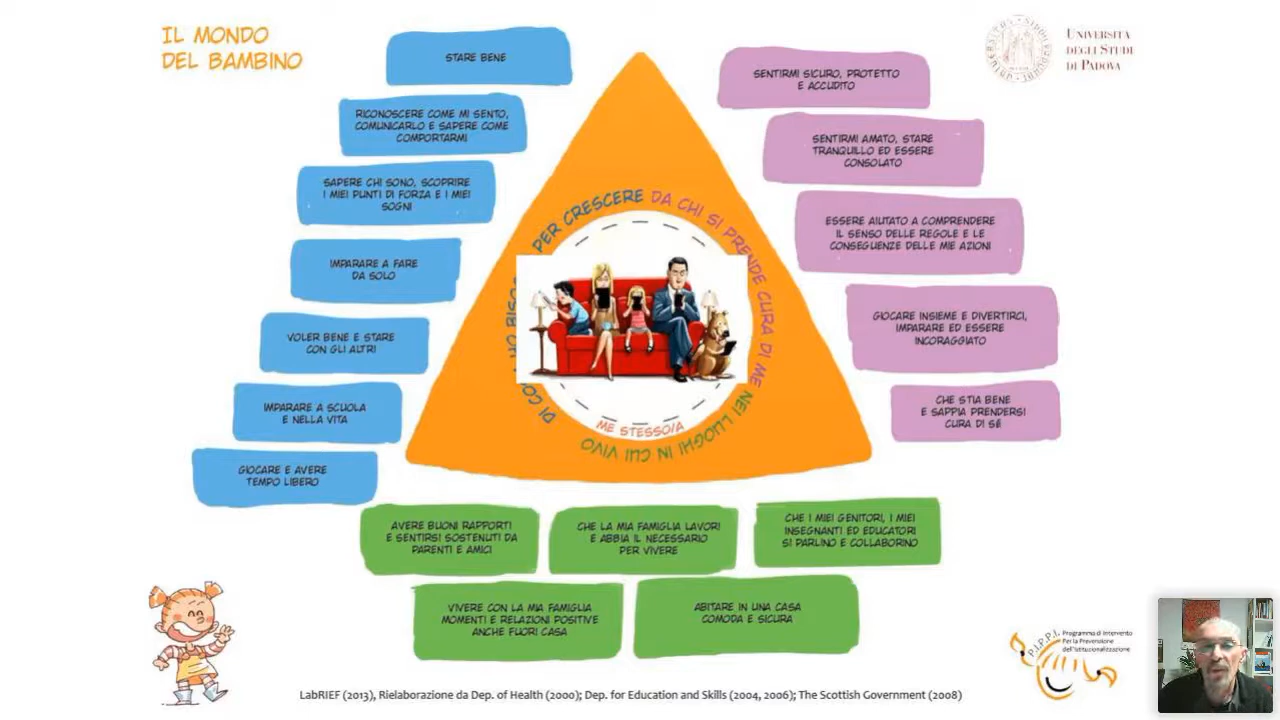 IL MONDO
DEL BAMBINO
STARE BENE
RICONOSCERE COME MI SENTO,
COMUNICARLO E SAPERE COME
COMPORTARMI
SAPERE CHI SONO, SCOPRIRE
I MIEI PUNTI DI FORZA E I MIEI
SOGNI
IMPARARE A FARE
DA SOLO
VOLER BENE E STARE
CON GLI ALTRI
IMPARARE A SCUOLA
E NELLA VITA
GIOCARE E AVERE
TEMPO LIBERO
PER CRESCERE
DA CHI SI PRENDE CURA DI ME
NEI LUOGHI IN CUI VIVO
ME STESSO/A
SENTIRMI SICURO, PROTETTO
E ACCUDITO
SENTIRMI AMATO, STARE
TRANQUILLO ED ESSERE
CONSOLATO
ESSERE AIUTATO A COMPRENDERE
IL SENSO DELLE REGOLE E LE
CONSEGUENZE DELLE MIE AZIONI
GIOCARE INSIEME E DIVERTIRCI,
IMPARARE ED ESSERE
INCORAGGIATO
CHE STIA BENE
E SAPPIA PRENDERSI
CURA DI SÉ
AVERE BUONI RAPPORTI
E SENTIRSI SOSTENUTI DA
PARENTI E AMICI
CHE LA MIA FAMIGLIA LAVORI
E ABBIA IL NECESSARIO
PER VIVERE
CHE I MIEI GENITORI, I MIEI
INSEGNANTI ED EDUCATORI
SI PARLINO E COLLABORINO
VIVERE CON LA MIA FAMIGLIA
MOMENTI E RELAZIONI POSITIVE
ANCHE FUORI CASA
ABITARE IN UNA CASA
COMODA E SICURA
UNIVERSITÀ
DEGLI STUDI
DI PADOVA
P.I.P.P.I.
Programma di Intervento
Per la Prevenzione
dell'Istituzionalizzazione
LabRIEF (2013), Rielaborazione da Dep. of Health (2000); Dep. for Education and Skills (2004, 2006); The Scottish Government (2008)